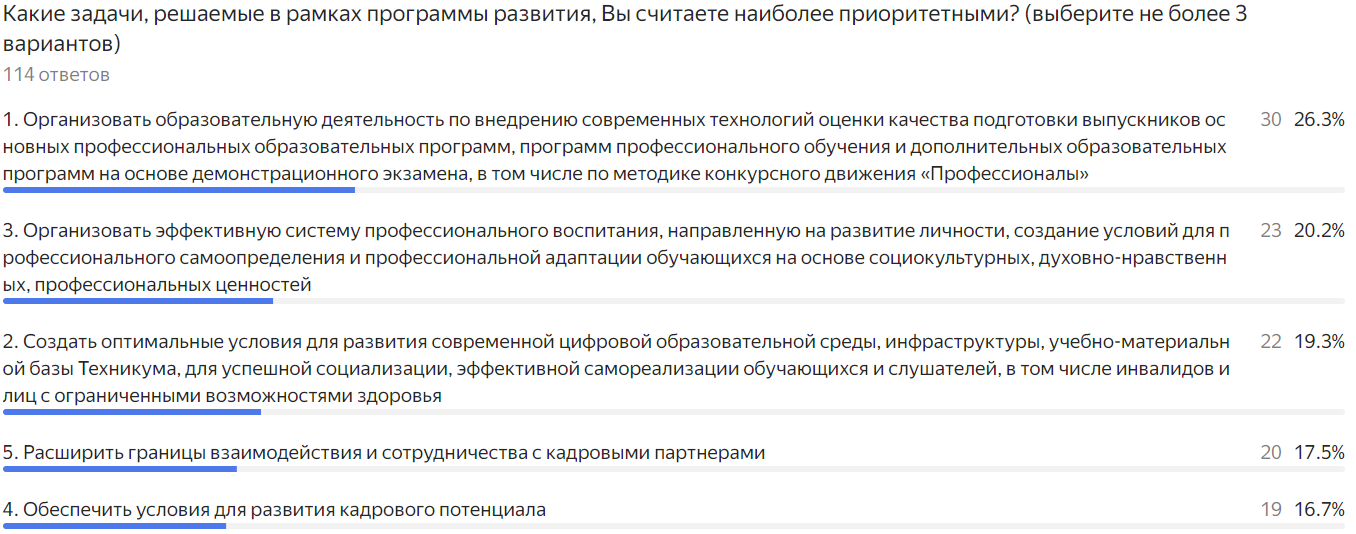 Какие задачи, решаемые в рамках программы развития, Вы считаете наиболее приоритетными? (выберите не более 3
вариантов)
114 ответов
1. Организовать образовательную деятельность по внедрению современных технологий оценки качества подготовки выпускников ос 30 26.3%
новных профессиональных образовательных программ, программ профессионального обучения и дополнительных образовательных
программ на основе демонстрационного экзамена, в том числе по методике конкурсного движения «Профессионалы»
3. Организовать эффективную систему профессионального воспитания, направленную на развитие личности, создание условий для п 23 20.2%
рофессионального самоопределения и профессиональной адаптации обучающихся на основе социокультурных, духовно-нравственн
ых, профессиональных ценностей
2. Создать оптимальные условия для развития современной цифровой образовательной среды, инфраструктуры, учебно-материальн 22 19.3%
ой базы Техникума, для успешной социализации, эффективной самореализации обучающихся и слушателей, в том числе инвалидов и
лиц с ограниченными возможностями здоровья
5. Расширить границы взаимодействия и сотрудничества с кадровыми партнерами 20 17.5%
4. Обеспечить условия для развития кадрового потенциала 19 16.7%